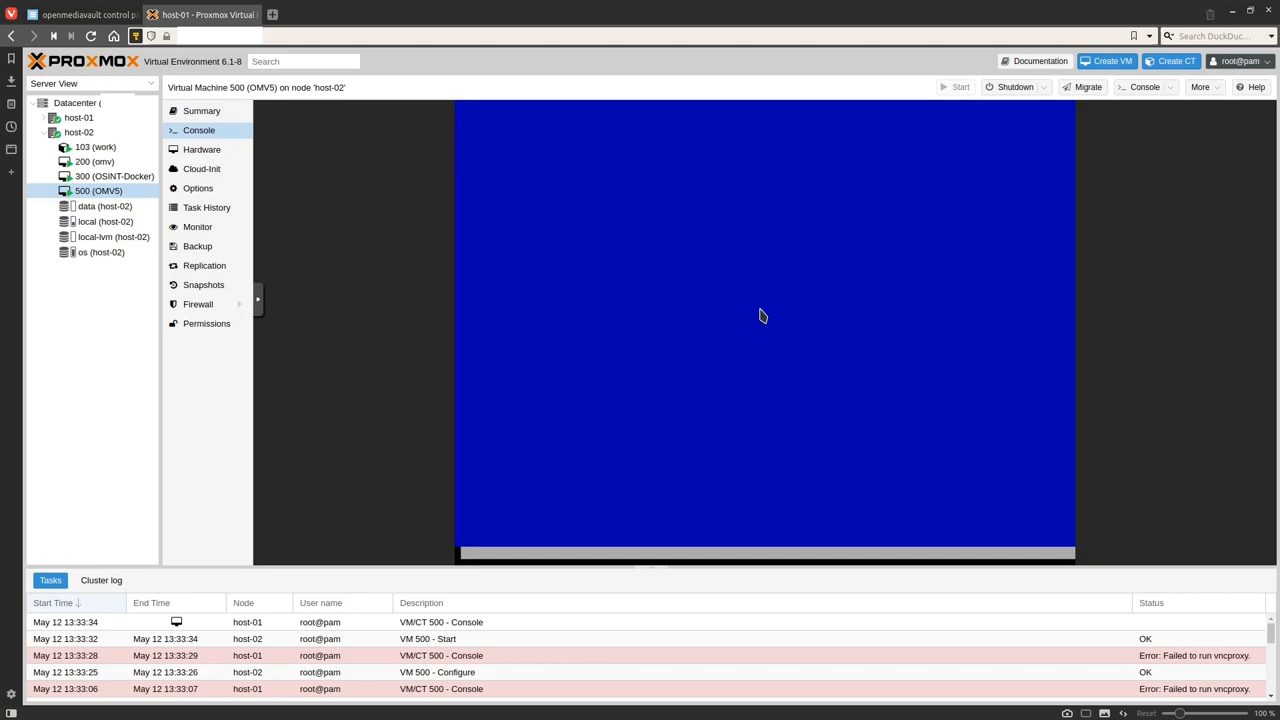 openmediavault control p
host-01 - Proxmox Virtual
Search DuckDuc...
PROXMOX Virtual Environment 6.1-8 Search Documentation Create VM Create CT root@pam
Server View
Virtual Machine 500 (OMV5) on node 'host-02' Start Shutdown Migrate Console More Help
Datacenter (
host-01
host-02
103 (work)
200 (omv)
300 (OSINT-Docker)
500 (OMV5)
data (host-02)
local (host-02)
local-lvm (host-02)
os (host-02)
Summary
Console
Hardware
Cloud-Init
Options
Task History
Monitor
Backup
Replication
Snapshots
Firewall
Permissions
Tasks Cluster log
Start Time End Time Node User name Description Status
May 12 13:33:34 host-01 root@pam VM/CT 500 - Console
May 12 13:33:32 May 12 13:33:34 host-02 root@pam VM 500 - Start OK
May 12 13:33:28 May 12 13:33:29 host-01 root@pam VM/CT 500 - Console Error: Failed to run vncproxy.
May 12 13:33:25 May 12 13:33:26 host-02 root@pam VM 500 - Configure OK
May 12 13:33:06 May 12 13:33:07 host-01 root@pam VM/CT 500 - Console Error: Failed to run vncproxy.
Reset 100 %